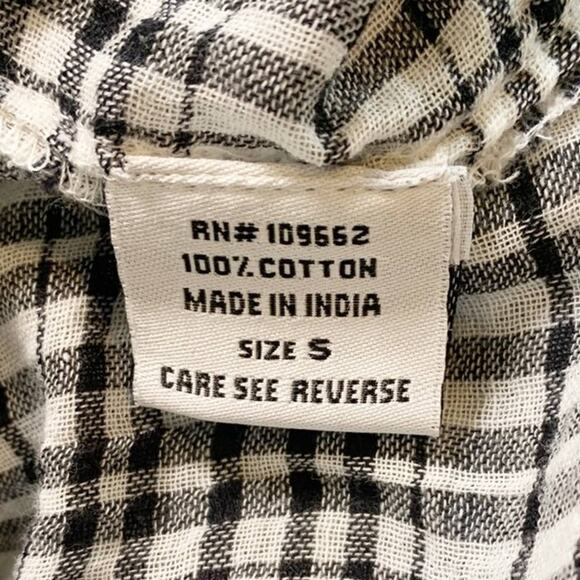 RN# 109662
100% COTTON
MADE IN INDIA
SIZE S
CARE SEE REVERSE